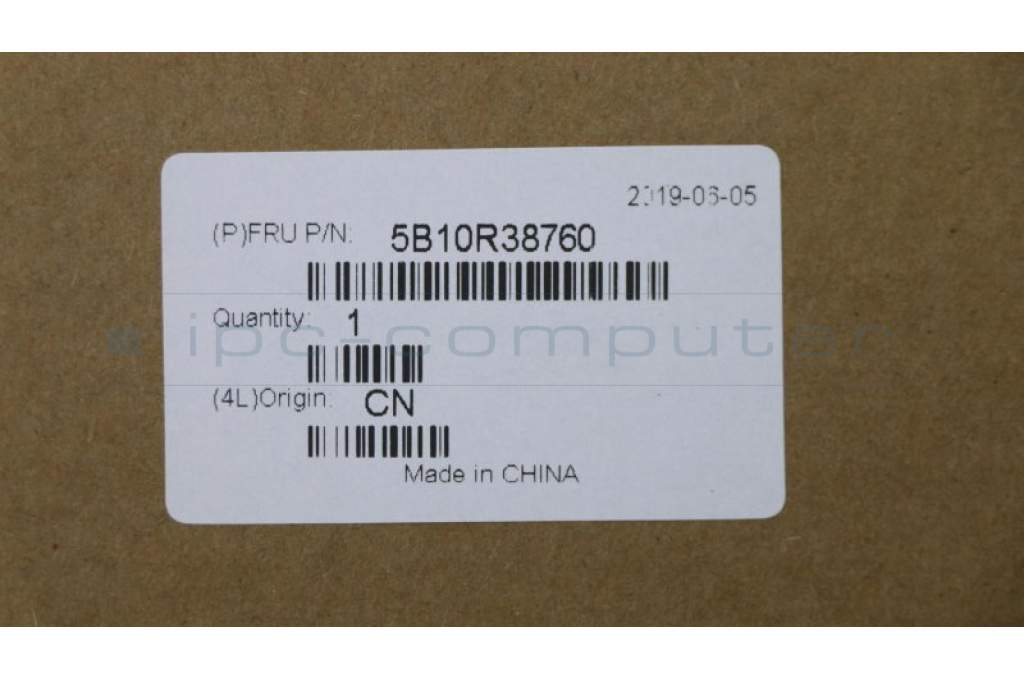 2019-06-05
(P)FRU P/N: 5B10R38760
Quantity: 1
ipc-computer
(4L)Origin: CN
Made in CHINA